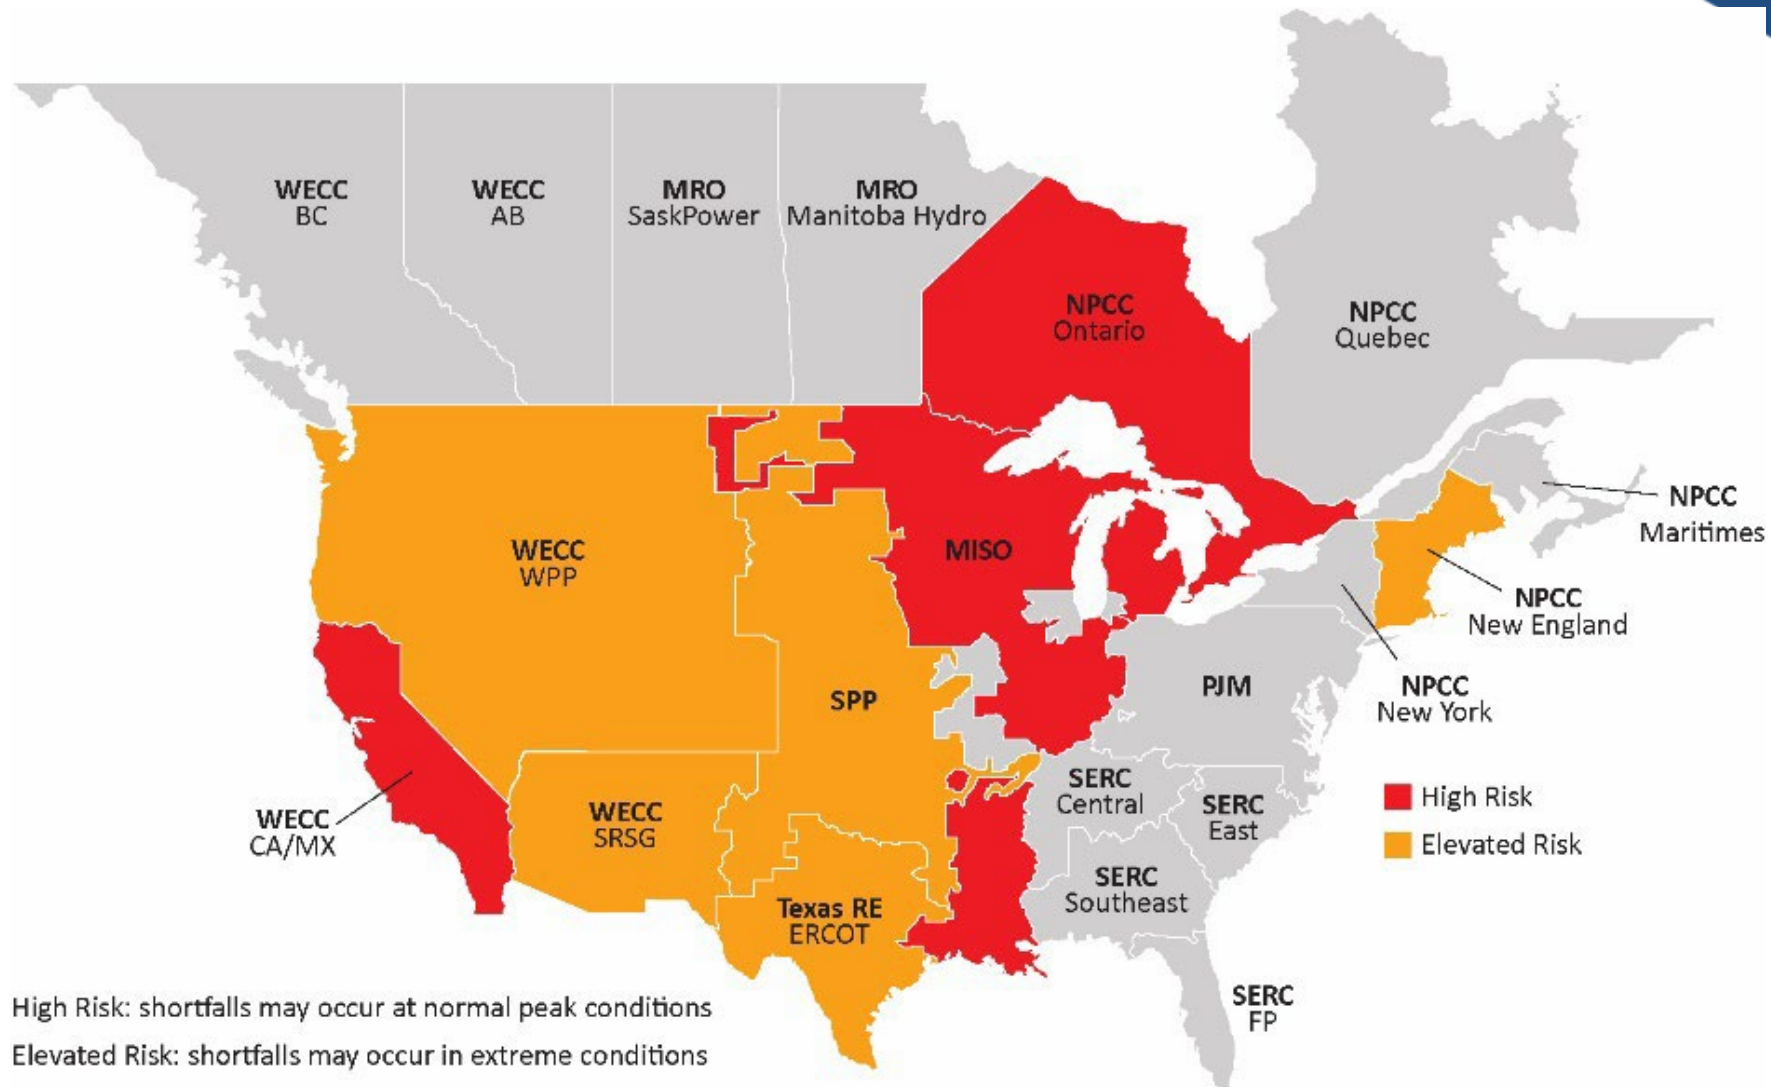 WECC
BC
WECC
AB
MRO
SaskPower
MRO
Manitoba Hydro
NPCC
Ontario
NPCC
Quebec
NPCC
Maritimes
WECC
WPP
MISO
NPCC
New England
SPP
PJM
NPCC
New York
WECC
CA/MX
WECC
SRSG
SERC
Central
SERC
East
High Risk
Elevated Risk
SERC
Southeast
Texas RE
ERCOT
SERC
FP
High Risk: shortfalls may occur at normal peak conditions
Elevated Risk: shortfalls may occur in extreme conditions